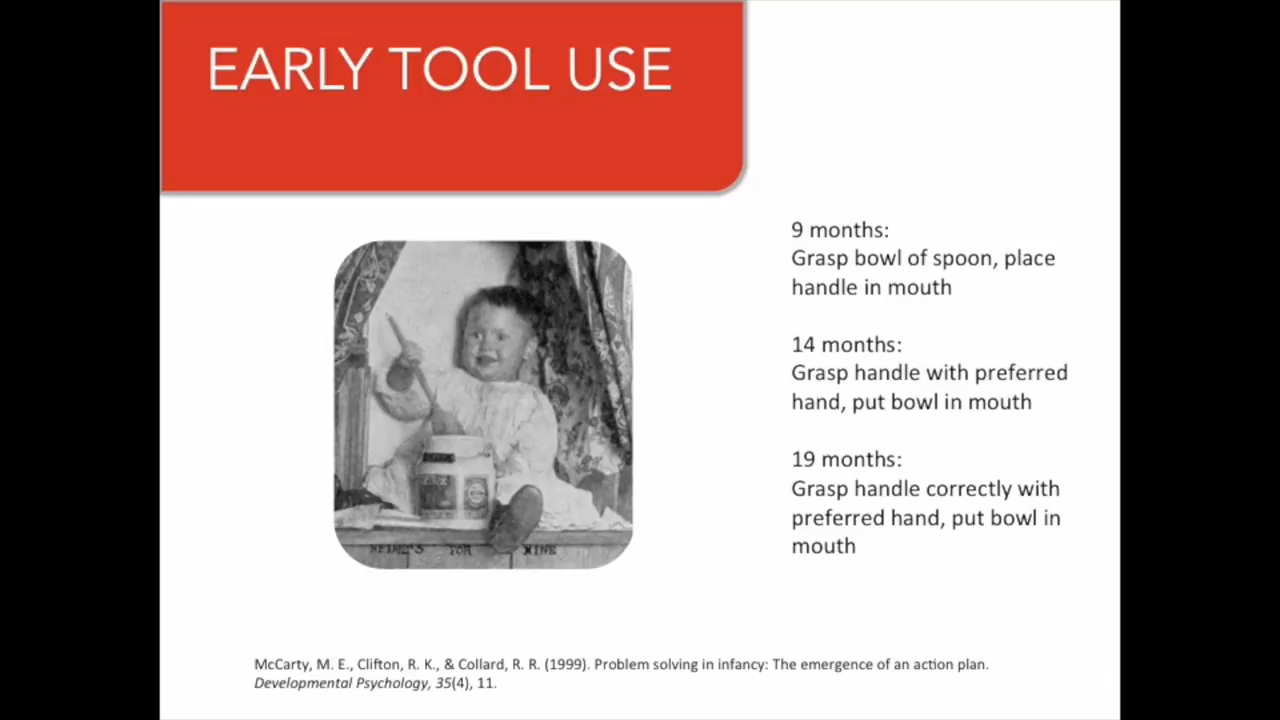 EARLY TOOL USE
9 months:
Grasp bowl of spoon, place
handle in mouth
14 months:
Grasp handle with preferred
hand, put bowl in mouth
19 months:
Grasp handle correctly with
preferred hand, put bowl in
mouth
FOR MINE
McCarty, M. E., Clifton, R. K., & Collard, R. R. (1999). Problem solving in infancy: The emergence of an action plan.
Developmental Psychology, 35(4), 11.